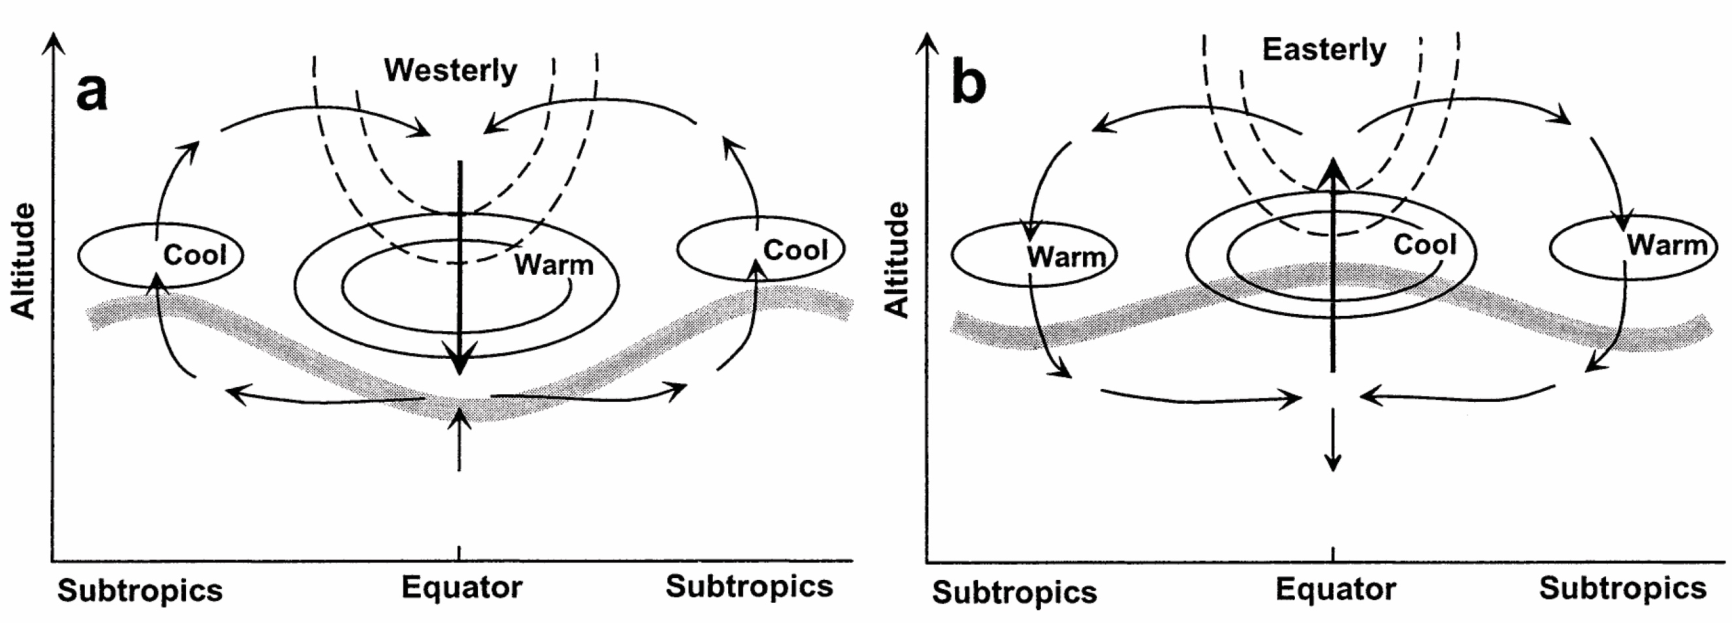 a
Westerly
Cool
Warm
Cool
Altitude
Subtropics
Equator
Subtropics
b
Easterly
Warm
Cool
Warm
Altitude
Subtropics
Equator
Subtropics